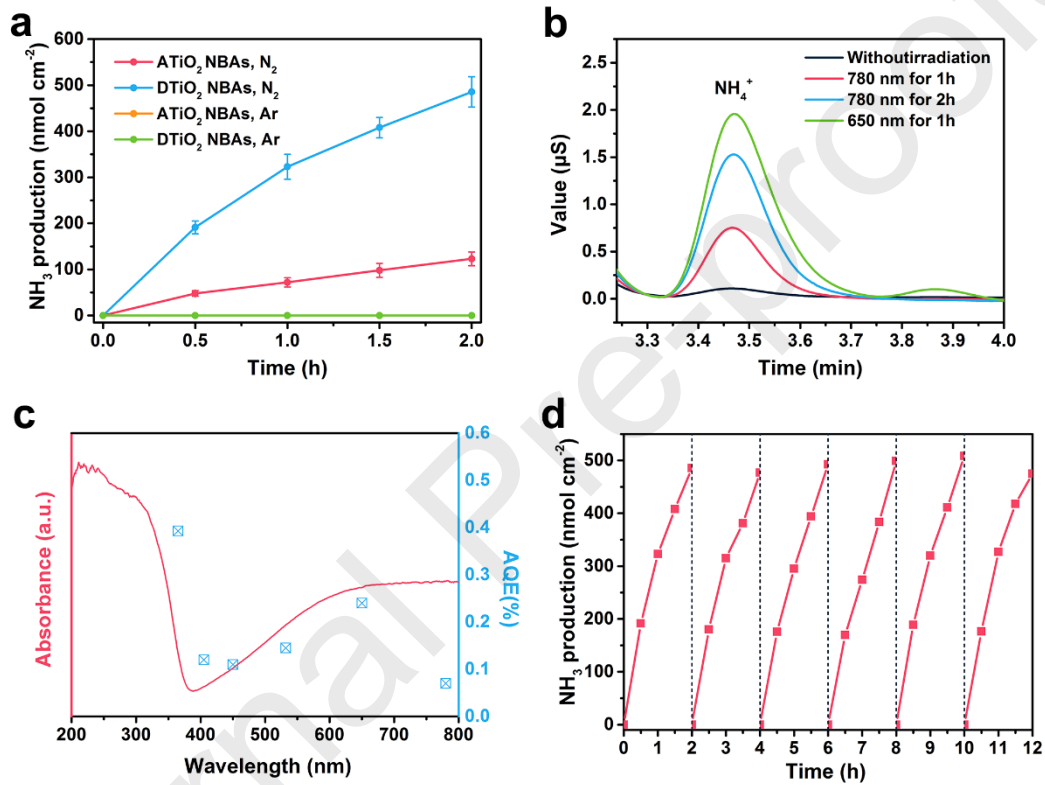 a
NH₃ production (nmol cm⁻²)
600
500
400
300
200
100
0
ATiO₂ NBAs, N₂
DTiO₂ NBAs, N₂
ATiO₂ NBAs, Ar
DTiO₂ NBAs, Ar
0.0 0.5 1.0 1.5 2.0
Time (h)
b
Value (μS)
2.5
2.0
1.5
1.0
0.5
0.0
NH₄⁺
Withoutirradiation
780 nm for 1h
780 nm for 2h
650 nm for 1h
3.3 3.4 3.5 3.6 3.7 3.8 3.9 4.0
Time (min)
c
Absorbance (a.u.)
0.6
0.5
0.4
0.3
0.2
0.1
0.0
AQE(%)
200 300 400 500 600 700 800
Wavelength (nm)
d
NH₃ production (nmol cm⁻²)
500
400
300
200
100
0
0 1 2 3 4 5 6 7 8 9 10 11 12
Time (h)
rnal Pre-proo